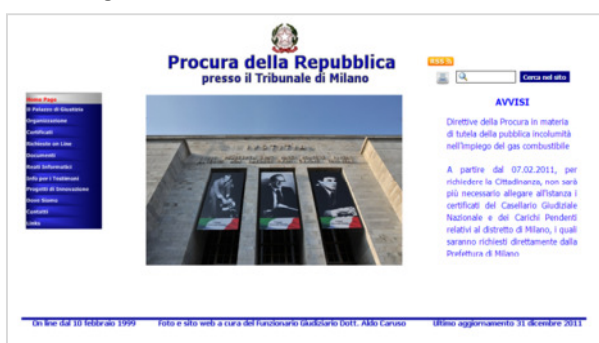 Procura della Repubblica
presso il Tribunale di Milano
RSS
Cerca nel sito
Home Page
Il Palazzo di Giustizia
Organizzazione
Certificati
Richieste on Line
Documenti
Reati Informatici
Info per i Testimoni
Progetti di Innovazione
Dove Siamo
Contatti
Links
AVVISI
Direttive della Procura in materia
di tutela della pubblica incolumità
nell'impiego del gas combustibile
A partire dal 07.02.2011, per
richiedere la Cittadinanza, non sarà
più necessario allegare all'istanza i
certificati del Casellario Giudiziale
Nazionale e dei Carichi Pendenti
relativi al distretto di Milano, i quali
saranno richiesti direttamente dalla
Prefettura di Milano
On line dal 10 febbraio 1999
Foto e sito web a cura del Funzionario Giudiziario Dott. Aldo Caruso
Ultimo aggiornamento 31 dicembre 2011